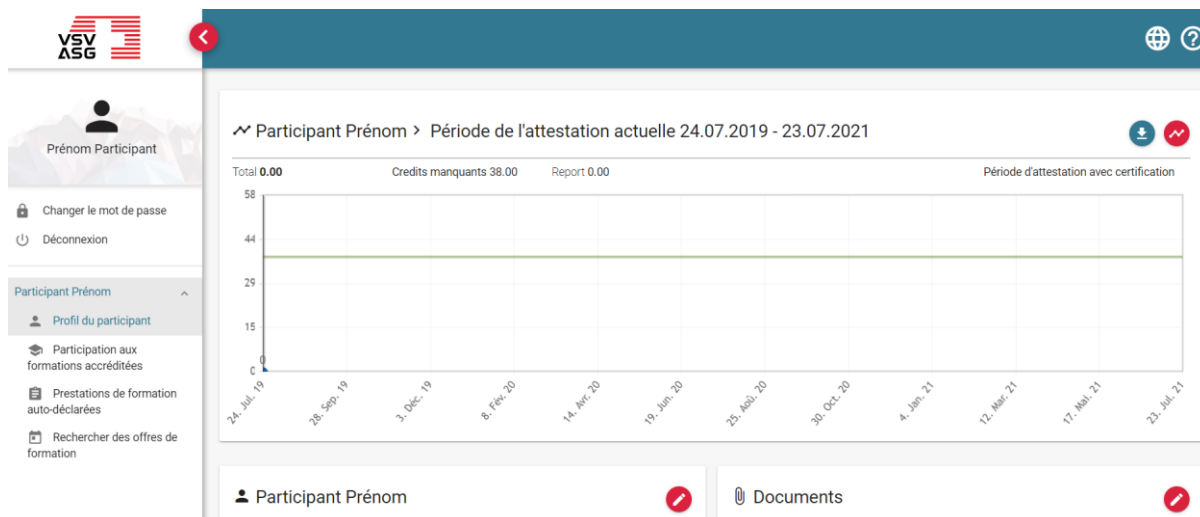 VSV
ASG
Prénom Participant
Changer le mot de passe
Déconnexion
Participant Prénom
Profil du participant
Participation aux
formations accréditées
Prestations de formation
auto-déclarées
Rechercher des offres de
formation
Participant Prénom > Période de l'attestation actuelle 24.07.2019 - 23.07.2021
Total 0.00 Credits manquants 38.00 Report 0.00 Période d'attestation avec certification
58
44
29
15
0
0
24. Jul. 19 28. Sep. 19 3. Déc. 19 8. Fév. 20 14. Avr. 20 19. Jun. 20 25. Aoû. 20 30. Oct. 20 4. Jan. 21 12. Mar. 21 17. Mai. 21 23. Jul. 21
Participant Prénom
Documents